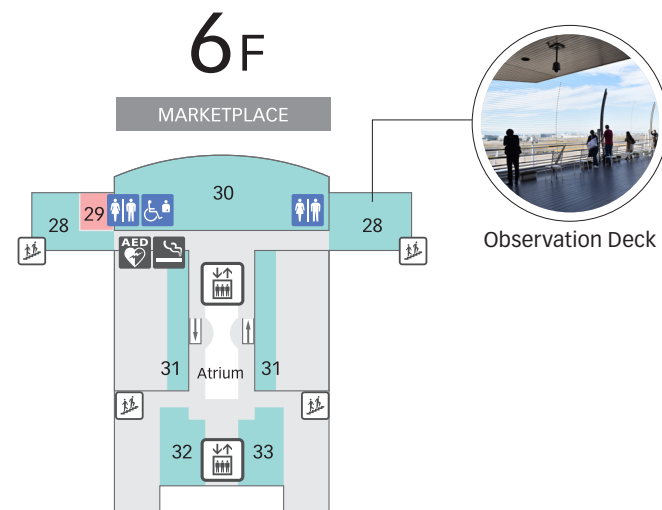 6F
MARKETPLACE
30
28
29
28
Observation Deck
AED
31
Atrium
31
32
33